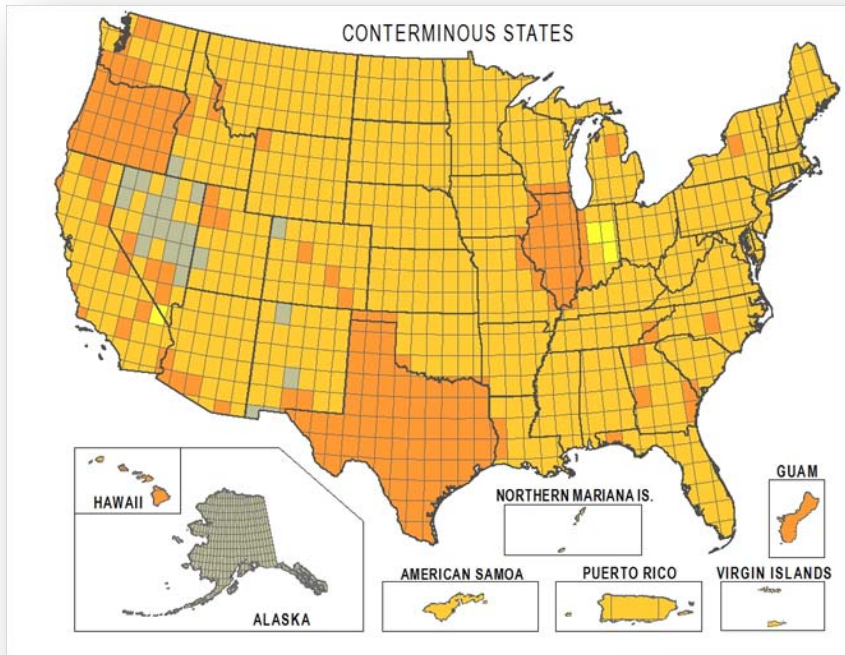 CONTERMINOUS STATES
HAWAII
ALASKA
NORTHERN MARIANA IS.
GUAM
AMERICAN SAMOA
PUERTO RICO
VIRGIN ISLANDS